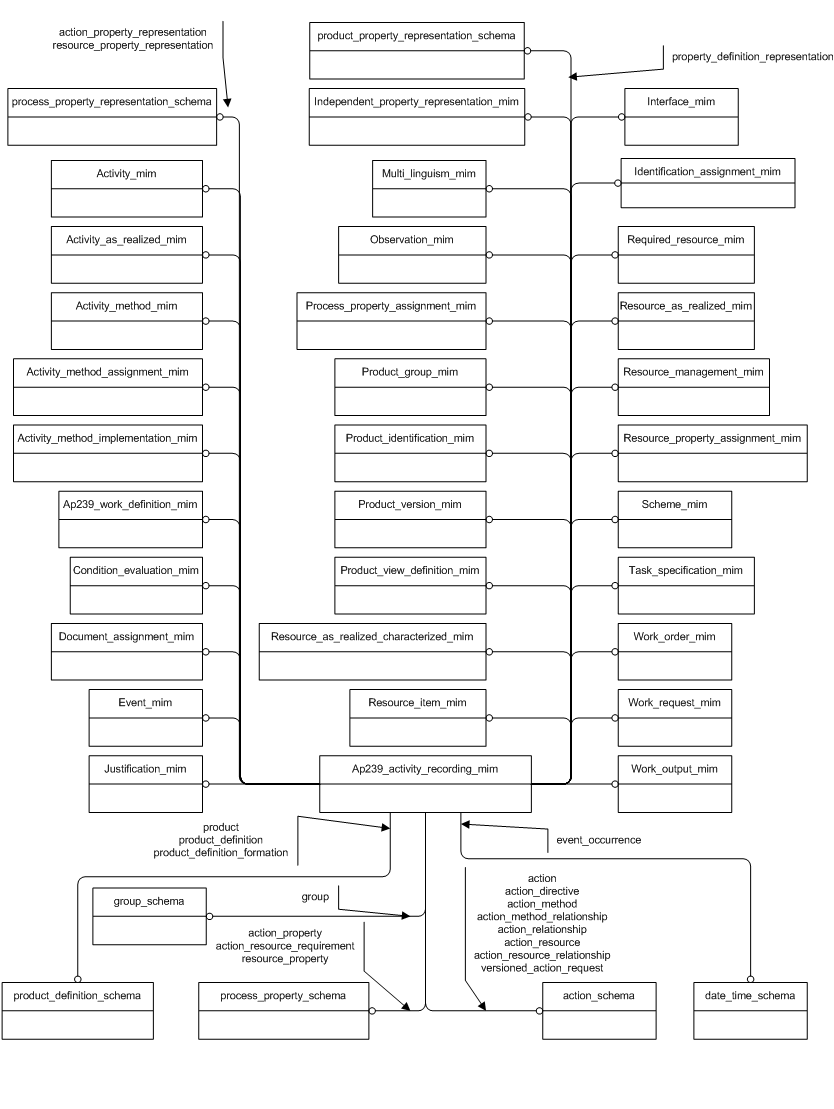 action_property_representation
resource_property_representation
product_property_representation_schema
property_definition_representation
process_property_representation_schema
Independent_property_representation_mim
Interface_mim
Activity_mim
Multi_linguism_mim
Identification_assignment_mim
Activity_as_realized_mim
Observation_mim
Required_resource_mim
Activity_method_mim
Process_property_assignment_mim
Resource_as_realized_mim
Activity_method_assignment_mim
Product_group_mim
Resource_management_mim
Activity_method_implementation_mim
Product_identification_mim
Resource_property_assignment_mim
Ap239_work_definition_mim
Product_version_mim
Scheme_mim
Condition_evaluation_mim
Product_view_definition_mim
Task_specification_mim
Document_assignment_mim
Resource_as_realized_characterized_mim
Work_order_mim
Event_mim
Resource_item_mim
Work_request_mim
Justification_mim
Ap239_activity_recording_mim
Work_output_mim
product
product_definition
product_definition_formation
event_occurrence
group_schema
group
action
action_directive
action_method
action_method_relationship
action_relationship
action_resource
action_resource_relationship
versioned_action_request
action_property
action_resource_requirement
resource_property
product_definition_schema
process_property_schema
action_schema
date_time_schema